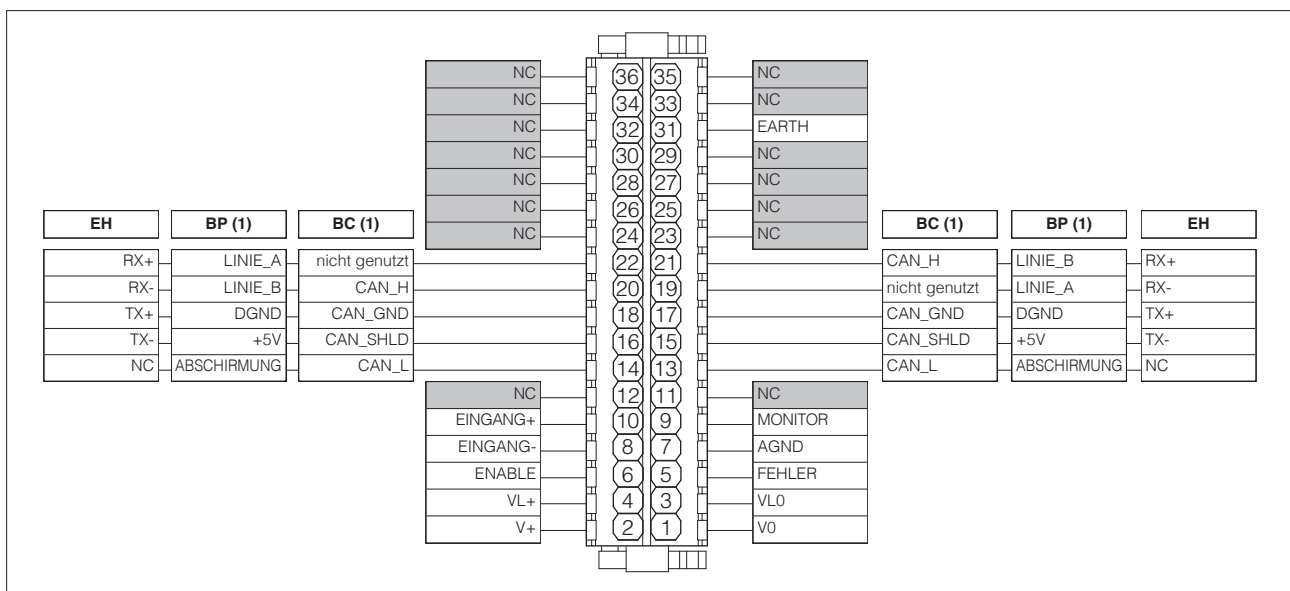 NC 36 35 NC
NC 34 33 NC
NC 32 31 EARTH
NC 30 29 NC
NC 28 27 NC
NC 26 25 NC
EH BP (1) BC (1) NC 24 23 NC BC (1) BP (1) EH
RX+ LINIE_A nicht genutzt 22 21 CAN_H LINIE_B RX+
RX- LINIE_B CAN_H 20 19 nicht genutzt LINIE_A RX-
TX+ DGND CAN_GND 18 17 CAN_GND DGND TX+
TX- +5V CAN_SHLD 16 15 CAN_SHLD +5V TX-
NC ABSCHIRMUNG CAN_L 14 13 CAN_L ABSCHIRMUNG NC
NC 12 11 NC
EINGANG+ 10 9 MONITOR
EINGANG- 8 7 AGND
ENABLE 6 5 FEHLER
VL+ 4 3 VL0
V+ 2 1 V0